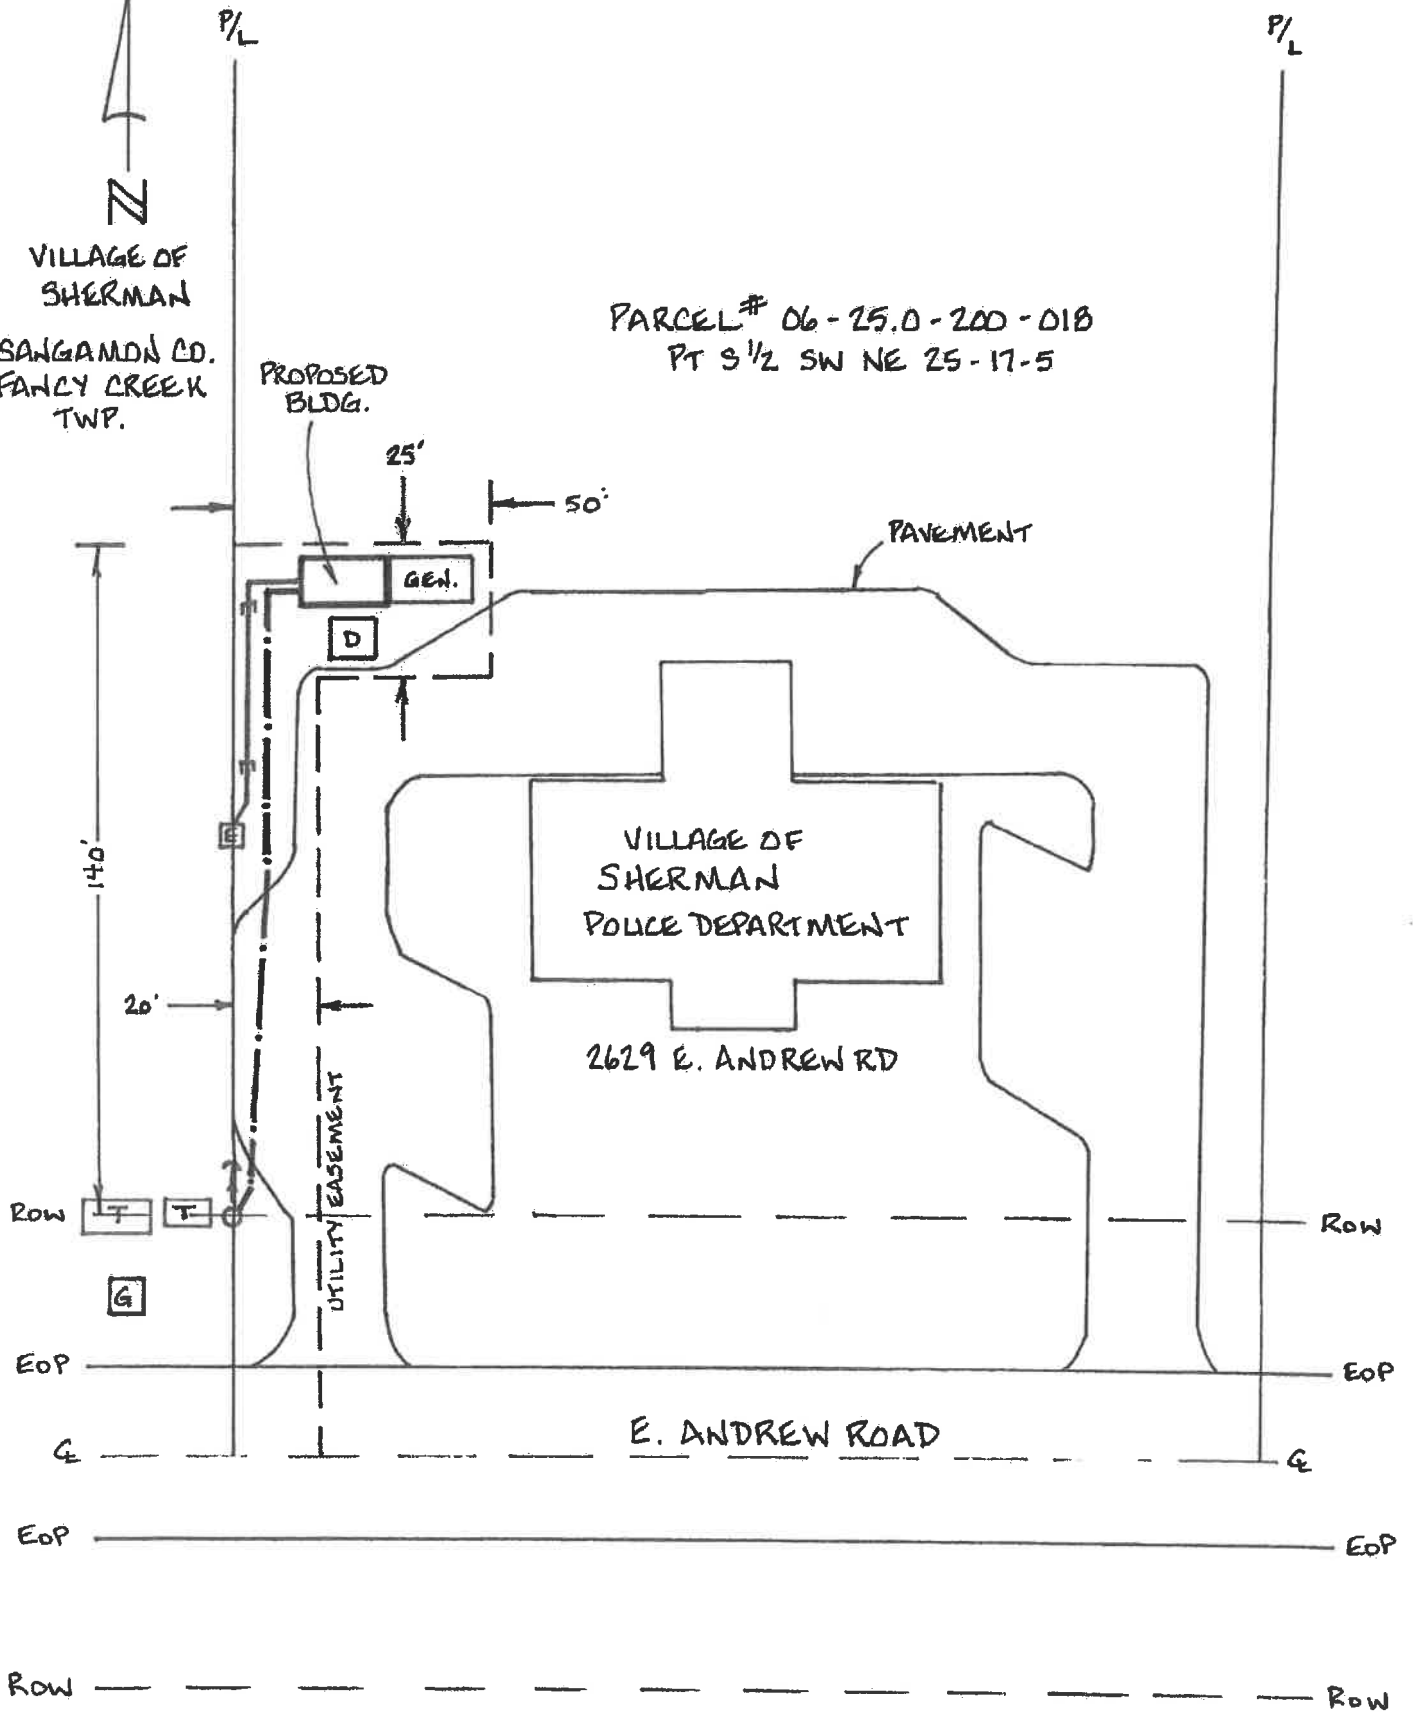 P/L
P/L
N
VILLAGE OF
SHERMAN
SANGAMON CO.
FANCY CREEK
TWP.
PARCEL# 06-25.0-200-018
PT S 1/2 SW NE 25-17-5
PROPOSED
BLDG.
25'
50'
PAVEMENT
GEN.
D
E
E
140'
E
VILLAGE OF
SHERMAN
POLICE DEPARTMENT
20'
2629 E. ANDREW RD
UTILITY EASEMENT
ROW
T
T
ROW
G
EOP
EOP
E. ANDREW ROAD
℄
℄
EOP
EOP
ROW
ROW